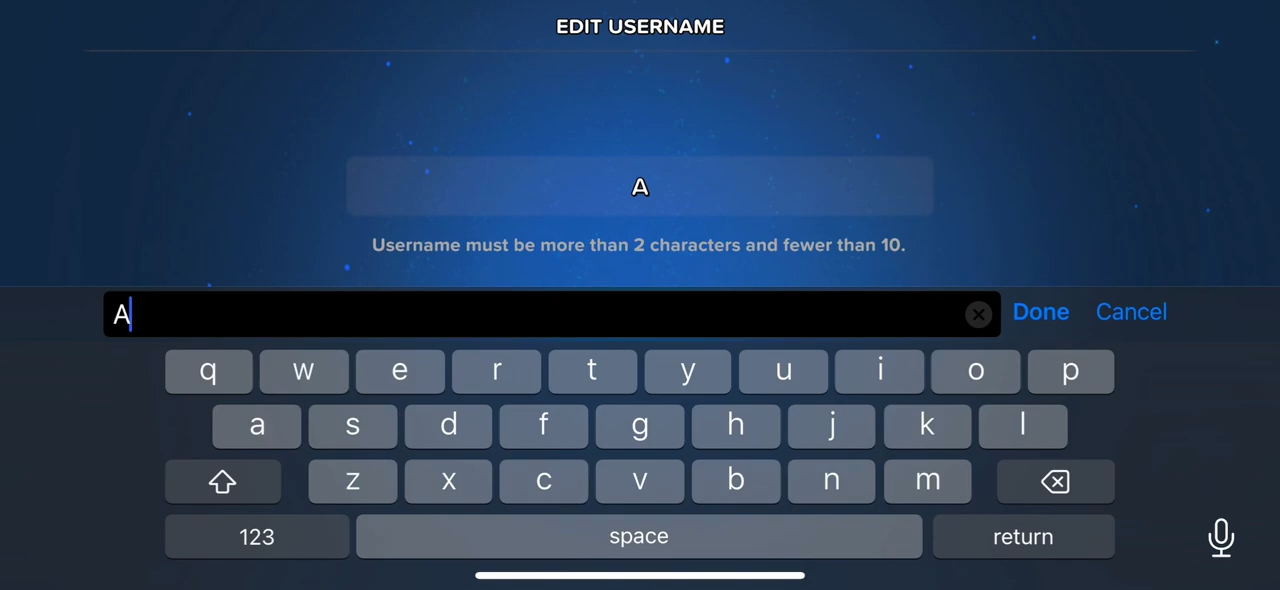 EDIT USERNAME
A
Username must be more than 2 characters and fewer than 10.
A Done Cancel
q w e r t y u i o p
a s d f g h j k l
z x c v b n m
123 space return